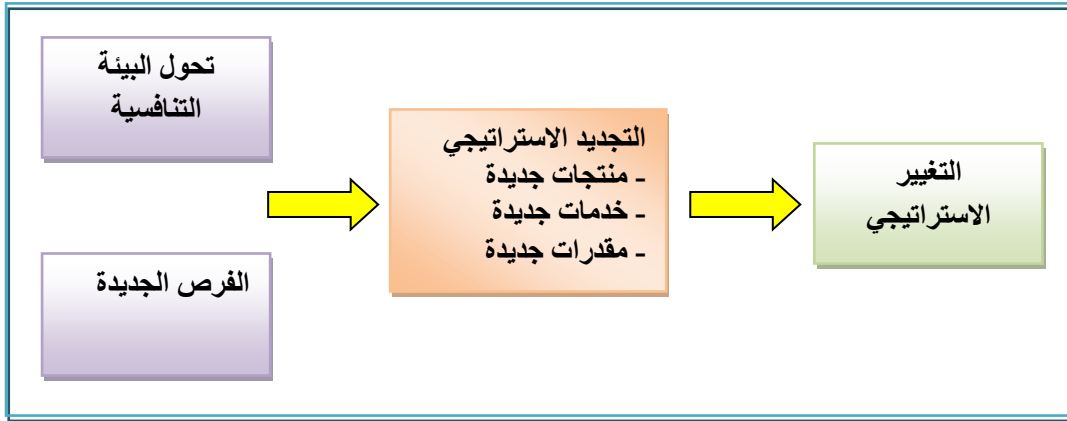 تحول البيئة
التنافسية
الفرص الجديدة
التجديد الاستراتيجي
- منتجات جديدة
- خدمات جديدة
- مقدرات جديدة
التغيير
الاستراتيجي